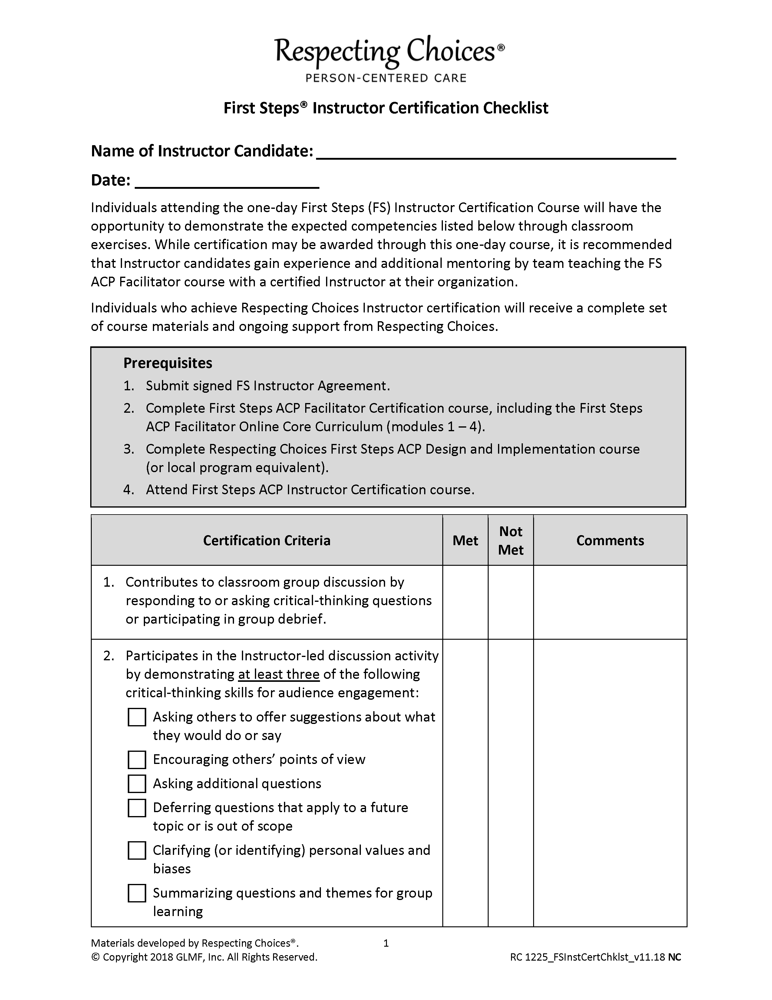 Respecting Choices®
PERSON-CENTERED CARE
First Steps® Instructor Certification Checklist
Name of Instructor Candidate:
Date:
Individuals attending the one-day First Steps (FS) Instructor Certification Course will have the
opportunity to demonstrate the expected competencies listed below through classroom
exercises. While certification may be awarded through this one-day course, it is recommended
that Instructor candidates gain experience and additional mentoring by team teaching the FS
ACP Facilitator course with a certified Instructor at their organization.
Individuals who achieve Respecting Choices Instructor certification will receive a complete set
of course materials and ongoing support from Respecting Choices.
Prerequisites
1. Submit signed FS Instructor Agreement.
2. Complete First Steps ACP Facilitator Certification course, including the First Steps
ACP Facilitator Online Core Curriculum (modules 1 – 4).
3. Complete Respecting Choices First Steps ACP Design and Implementation course
(or local program equivalent).
4. Attend First Steps ACP Instructor Certification course.
Certification Criteria
Met
Not
Met
Comments
1. Contributes to classroom group discussion by
responding to or asking critical-thinking questions
or participating in group debrief.
2. Participates in the Instructor-led discussion activity
by demonstrating at least three of the following
critical-thinking skills for audience engagement:
Asking others to offer suggestions about what
they would do or say
Encouraging others’ points of view
Asking additional questions
Deferring questions that apply to a future
topic or is out of scope
Clarifying (or identifying) personal values and
biases
Summarizing questions and themes for group
learning
Materials developed by Respecting Choices®.
1
© Copyright 2018 GLMF, Inc. All Rights Reserved.
RC 1225_FSInstCertChklst_v11.18 NC